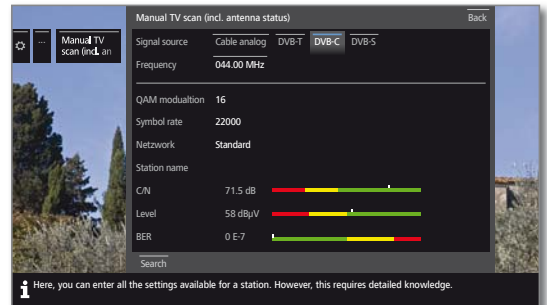 Manual TV scan (incl. antenna status) Back
... Manual TV
scan (incl. an
Signal source Cable analog DVB-T DVB-C DVB-S
Frequency 044.00 MHz
QAM modualtion 16
Symbol rate 22000
Netzwork Standard
Station name
C/N 71.5 dB
Level 58 dBµV
BER 0 E-7
Search
i Here, you can enter all the settings available for a station. However, this requires detailed knowledge.